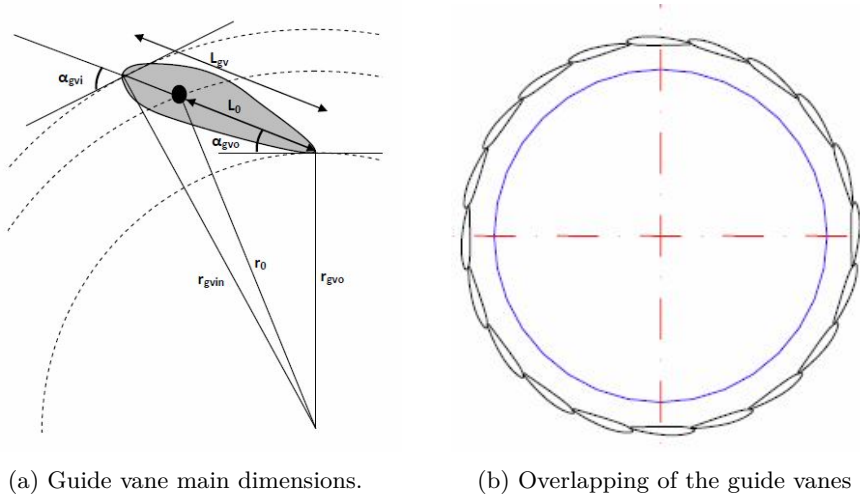 α_gvi
L_gv
L_0
α_gvo
r_gvin
r_0
r_gvo
(a) Guide vane main dimensions.
(b) Overlapping of the guide vanes